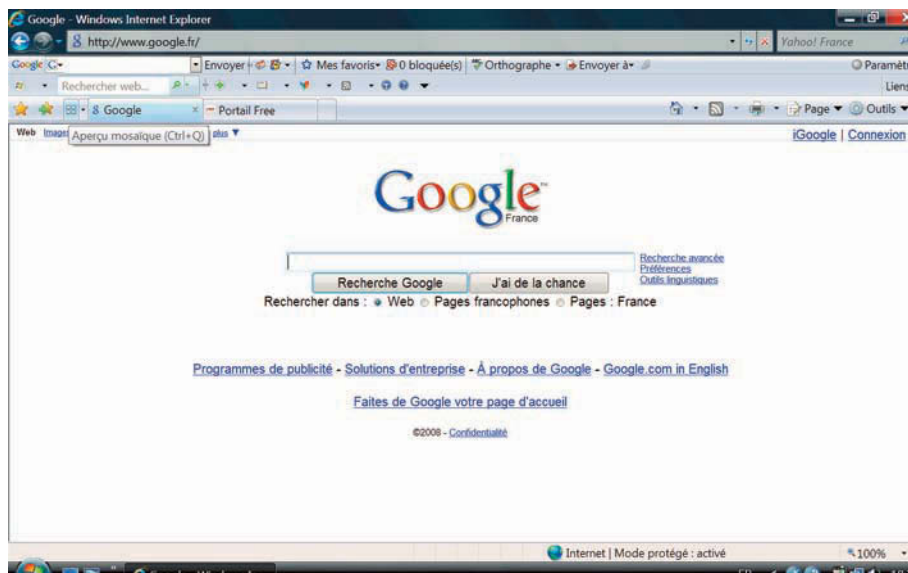 Google - Windows Internet Explorer
http://www.google.fr/
Yahoo! France
Google G
Envoyer
Mes favoris
0 bloquée(s)
Orthographe
Envoyer à
Rechercher web...
Liens
Google
Portail Free
Page
Outils
Web
Aperçu mosaïque (Ctrl+Q)
plus
iGoogle | Connexion
Google
France
Recherche avancée
Préférences
Outils linguistiques
Recherche Google
J'ai de la chance
Rechercher dans : Web Pages francophones Pages : France
Programmes de publicité - Solutions d'entreprise - À propos de Google - Google.com in English
Faites de Google votre page d'accueil
©2008 - Confidentialité
Internet | Mode protégé : activé
100%